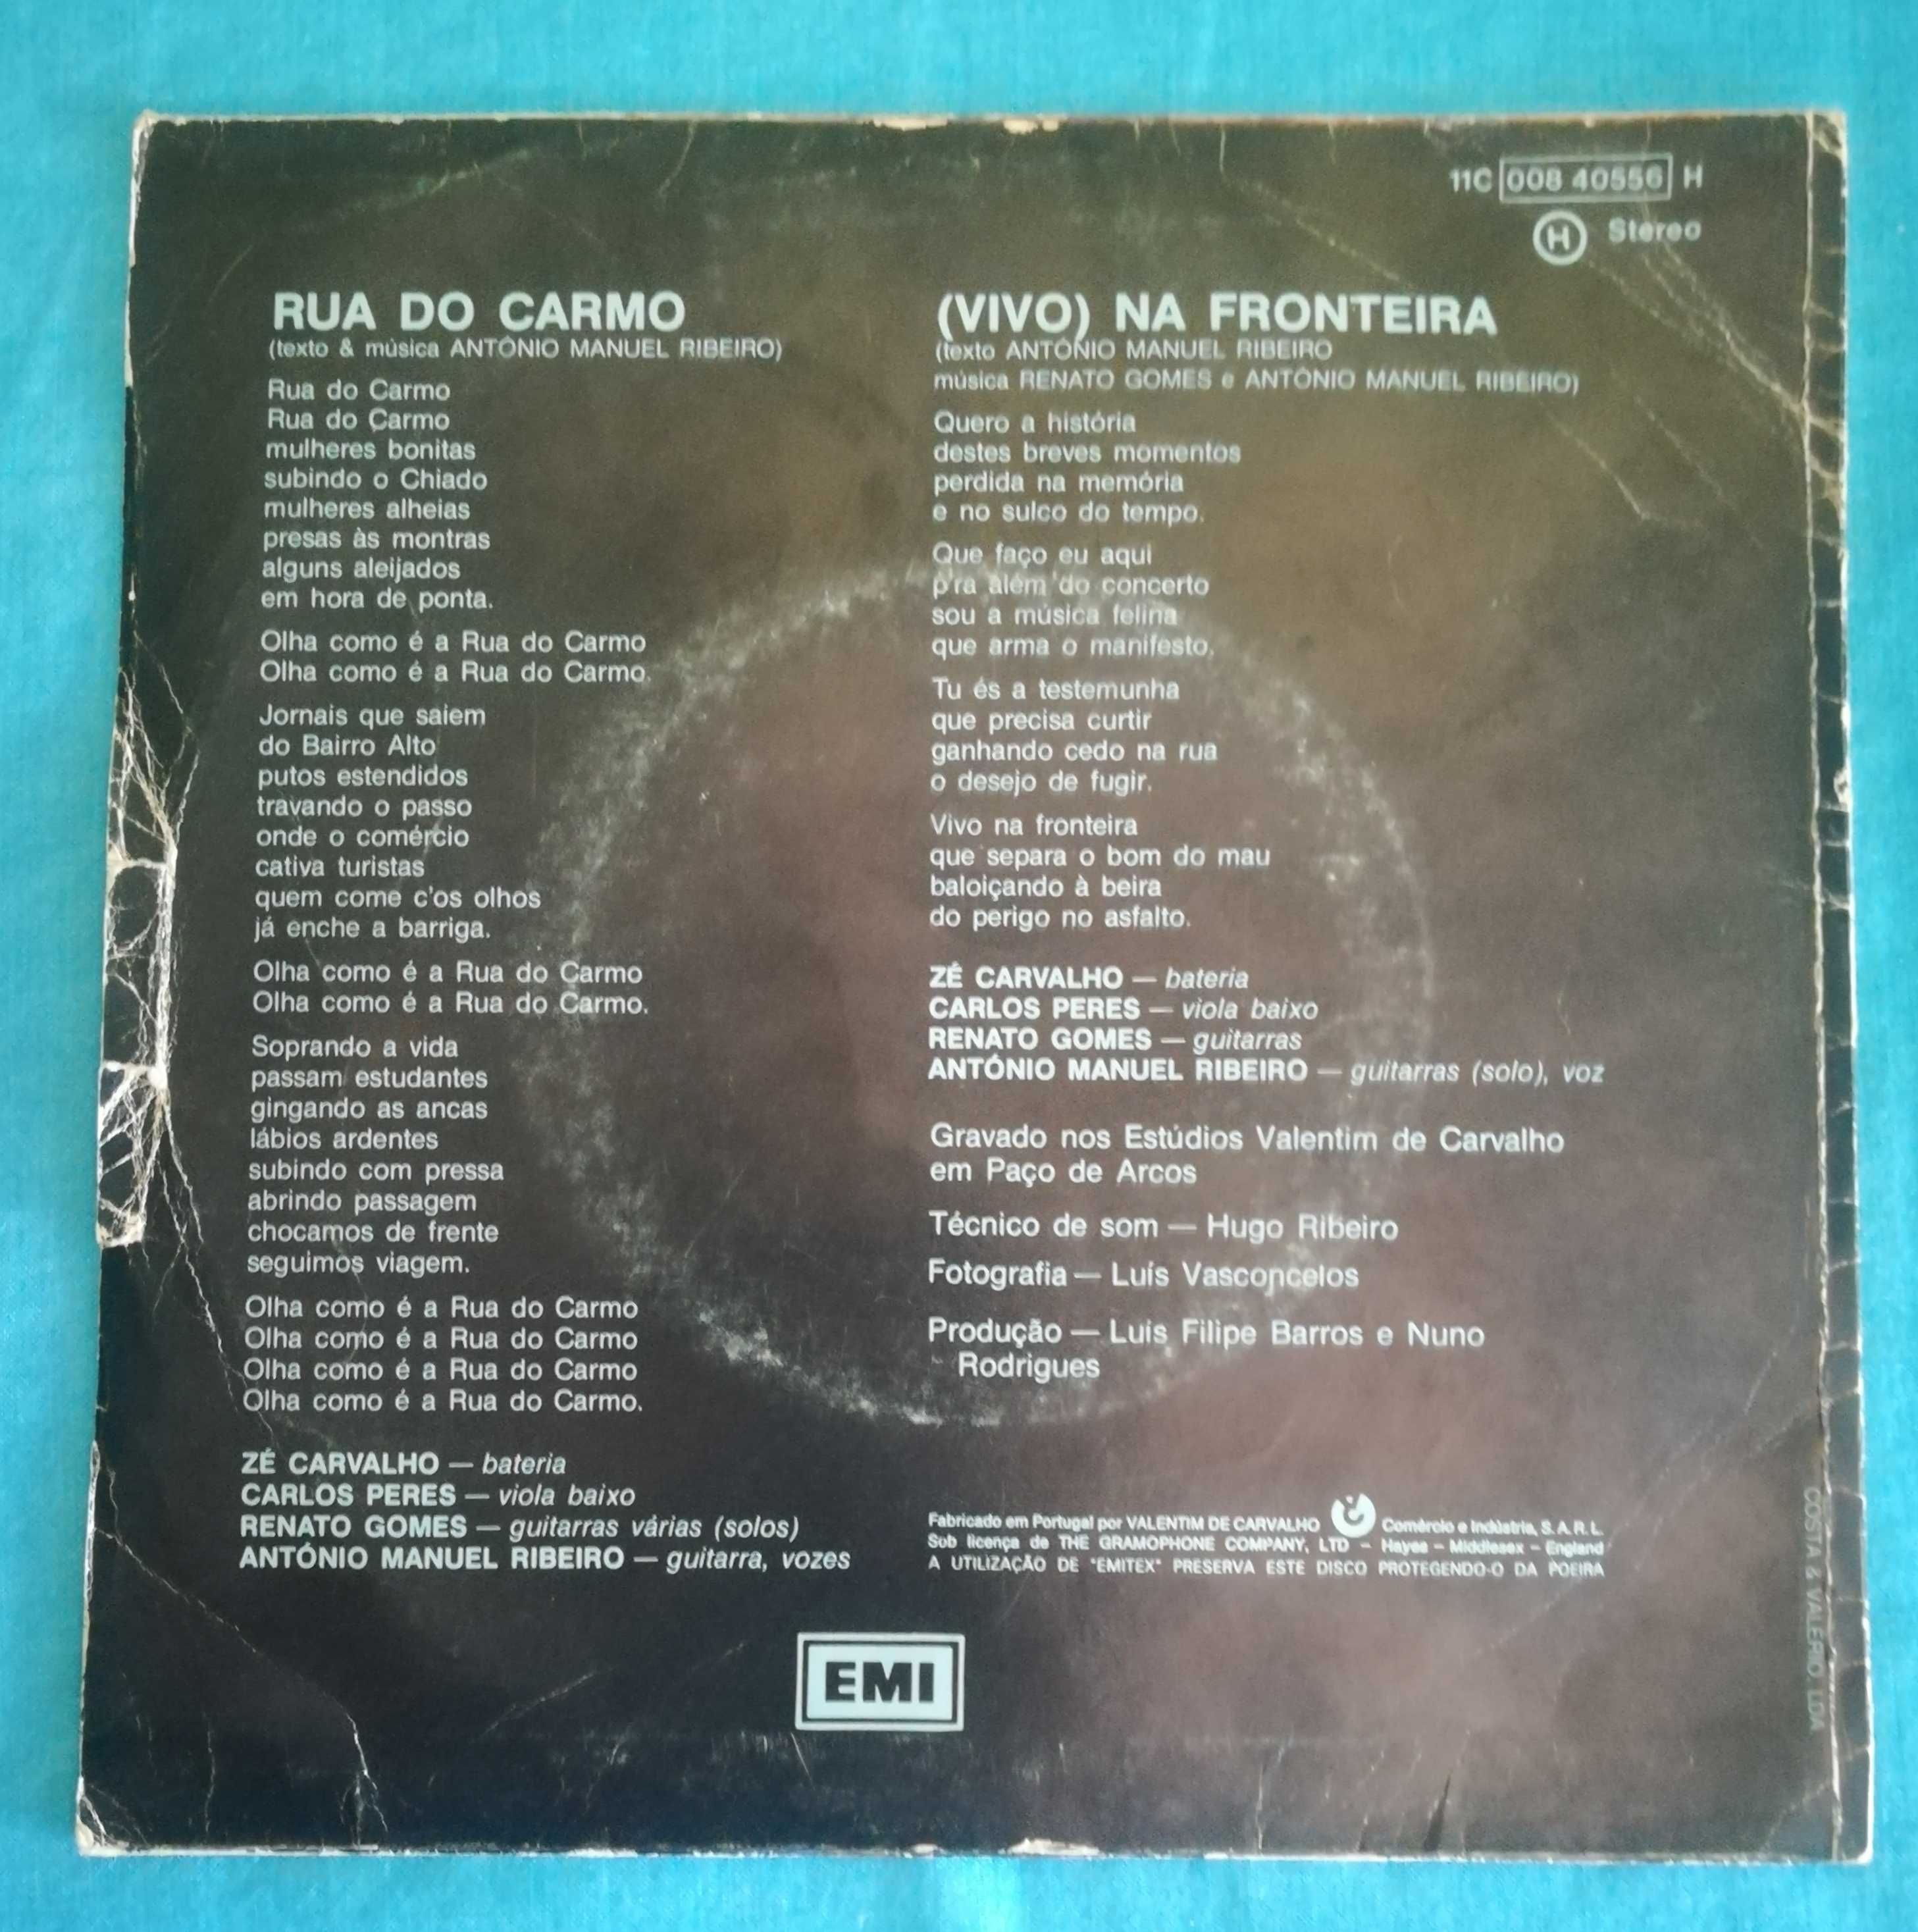 11C 008 40556 H
H Stereo
RUA DO CARMO
(texto & música ANTÓNIO MANUEL RIBEIRO)
Rua do Carmo
Rua do Carmo
mulheres bonitas
subindo o Chiado
mulheres alheias
presas às montras
alguns aleijados
em hora de ponta.
Olha como é a Rua do Carmo
Olha como é a Rua do Carmo.
Jornais que saiem
do Bairro Alto
putos estendidos
travando o passo
onde o comércio
cativa turistas
quem come c'os olhos
já enche a barriga.
Olha como é a Rua do Carmo
Olha como é a Rua do Carmo.
Soprando a vida
passam estudantes
gingando as ancas
lábios ardentes
subindo com pressa
abrindo passagem
chocamos de frente
seguimos viagem.
Olha como é a Rua do Carmo
Olha como é a Rua do Carmo
Olha como é a Rua do Carmo
Olha como é a Rua do Carmo.
ZÉ CARVALHO — bateria
CARLOS PERES — viola baixo
RENATO GOMES — guitarras várias (solos)
ANTÓNIO MANUEL RIBEIRO — guitarra, vozes
(VIVO) NA FRONTEIRA
(texto ANTÓNIO MANUEL RIBEIRO
música RENATO GOMES e ANTÓNIO MANUEL RIBEIRO)
Quero a história
destes breves momentos
perdida na memória
e no sulco do tempo.
Que faço eu aqui
p'ra além do concerto
sou a música felina
que arma o manifesto.
Tu és a testemunha
que precisa curtir
ganhando cedo na rua
o desejo de fugir.
Vivo na fronteira
que separa o bom do mau
baloiçando à beira
do perigo no asfalto.
ZÉ CARVALHO — bateria
CARLOS PERES — viola baixo
RENATO GOMES — guitarras
ANTÓNIO MANUEL RIBEIRO — guitarras (solo), voz
Gravado nos Estúdios Valentim de Carvalho
em Paço de Arcos
Técnico de som — Hugo Ribeiro
Fotografia — Luís Vasconcelos
Produção — Luís Filipe Barros e Nuno
Rodrigues
Fabricado em Portugal por VALENTIM DE CARVALHO Comércio e Indústria, S.A.R.L.
Sub licença de THE GRAMOPHONE COMPANY, LTD – Hayes – Middlesex – England
A UTILIZAÇÃO DE "EMITEX" PRESERVA ESTE DISCO PROTEGENDO-O DA POEIRA
EMI
COSTA & VALÉRIO, LDA